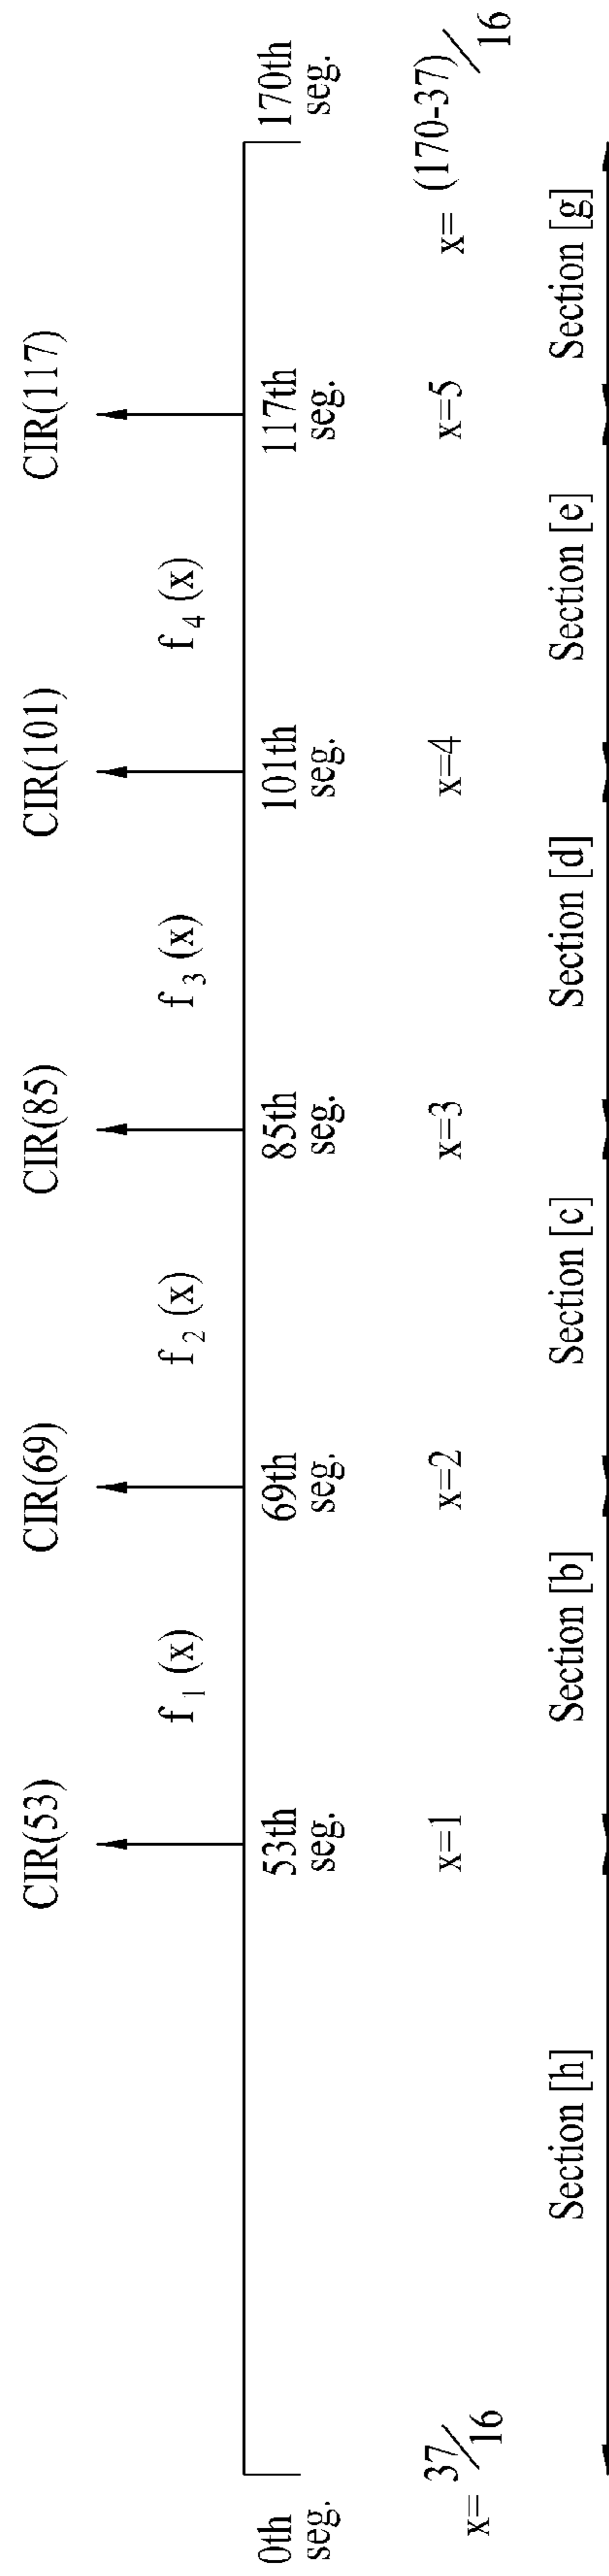 CIR(53) CIR(69) CIR(85) CIR(101) CIR(117)
f1(x) f2(x) f3(x) f4(x)
0th 53th 69th 85th 101th 117th 170th
seg. seg. seg. seg. seg. seg. seg.
x= 37/16 x=1 x=2 x=3 x=4 x=5 x= (170-37)/16
Section [h] Section [b] Section [c] Section [d] Section [e] Section [g]